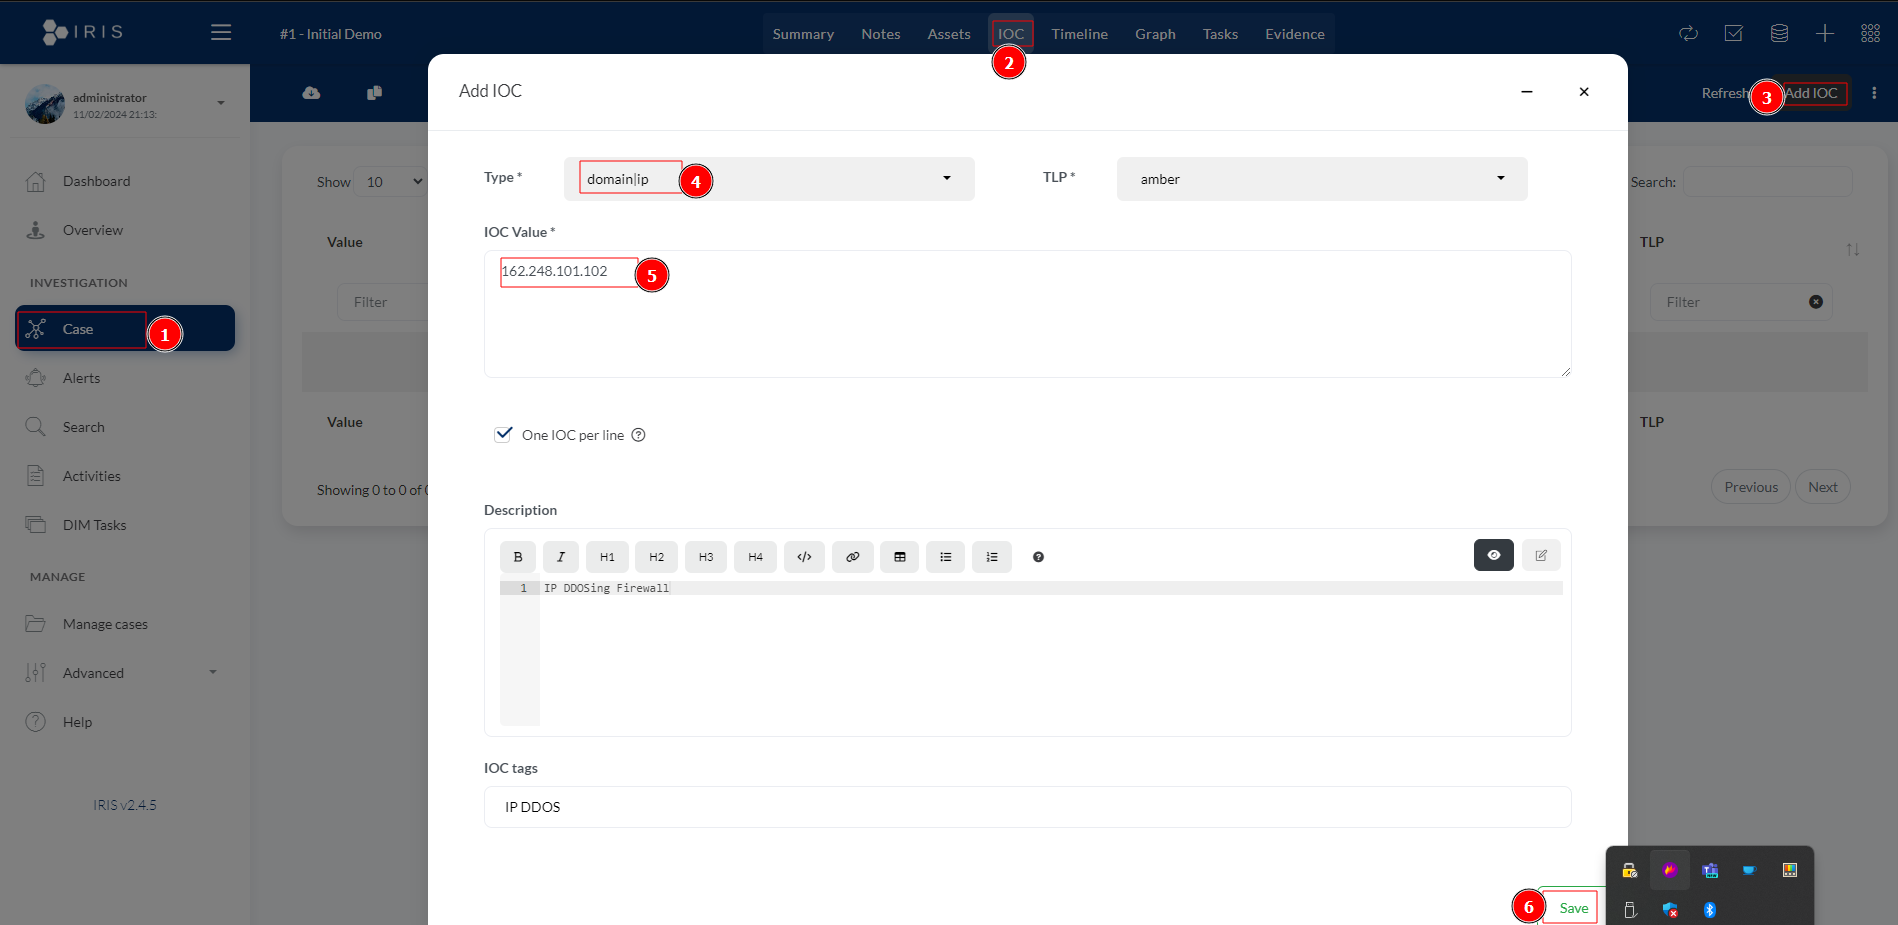 IRIS
#1 - Initial Demo
Summary Notes Assets IOC Timeline Graph Tasks Evidence
2
administrator
11/02/2024 21:13:
Refresh
3
Add IOC
Add IOC
Dashboard
Overview
INVESTIGATION
Case
1
Alerts
Search
Activities
DIM Tasks
MANAGE
Manage cases
Advanced
Help
IRIS v2.4.5
Show 10
Search:
Value
TLP
Filter
Filter
Value
TLP
Showing 0 to 0 of
Previous Next
Type *
domain|ip
4
TLP *
amber
IOC Value *
162.248.101.102
5
One IOC per line
Description
B I H1 H2 H3 H4
1 IP DDOSing Firewall
IOC tags
IP DDOS
6
Save